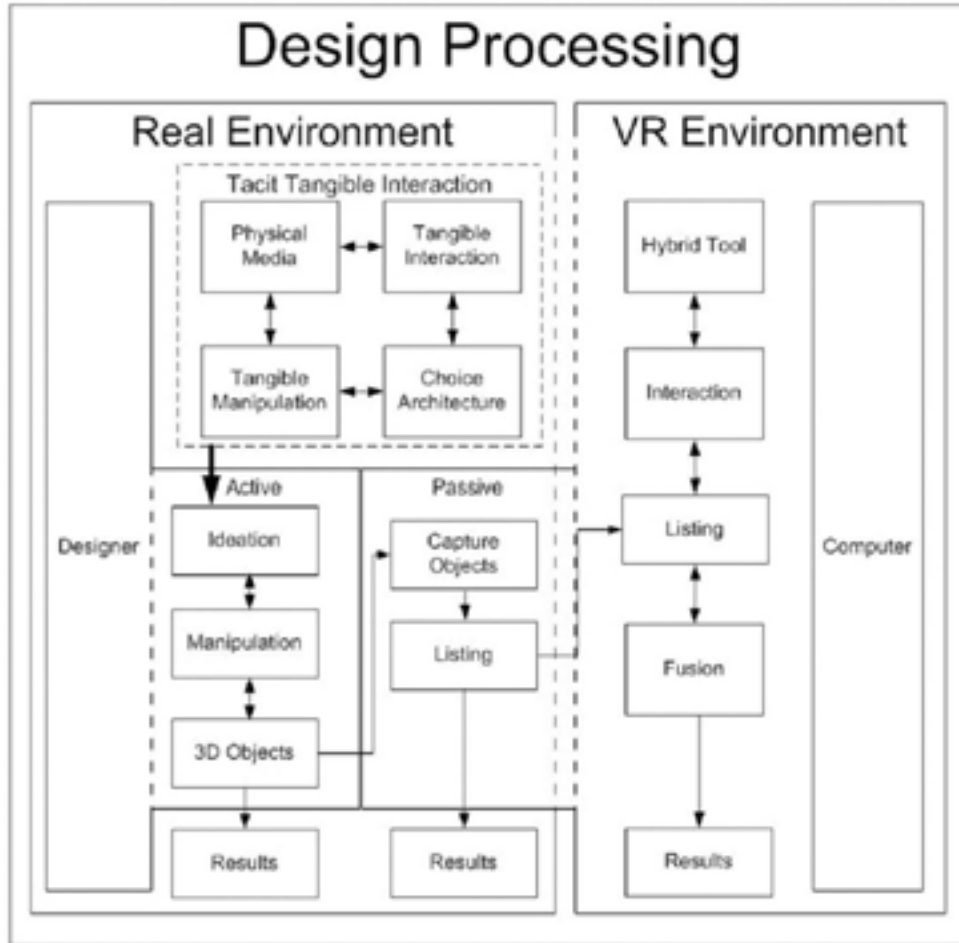 Design Processing
Real Environment
VR Environment
Tacit Tangible Interaction
Physical
Media
Tangible
Interaction
Tangible
Manipulation
Choice
Architecture
Hybrid Tool
Interaction
Listing
Fusion
Results
Designer
Computer
Active
Passive
Ideation
Manipulation
3D Objects
Results
Capture
Objects
Listing
Results